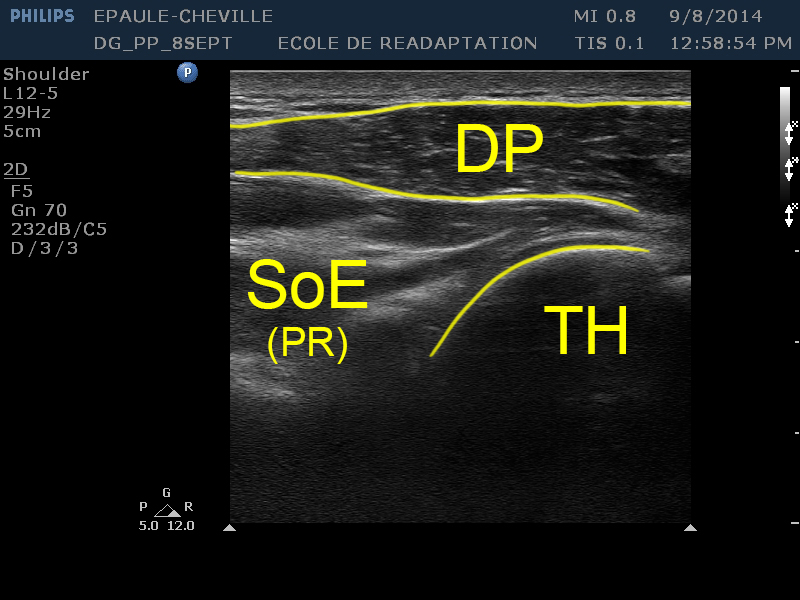 PHILIPS EPAULE-CHEVILLE MI 0.8 9/8/2014
DG_PP_8SEPT ECOLE DE READAPTATION TIS 0.1 12:58:54 PM
Shoulder
L12-5
29Hz
5cm
2D
F5
Gn 70
232dB/C5
D/3/3
P
DP
SoE
(PR)
TH
G
P R
5.0 12.0